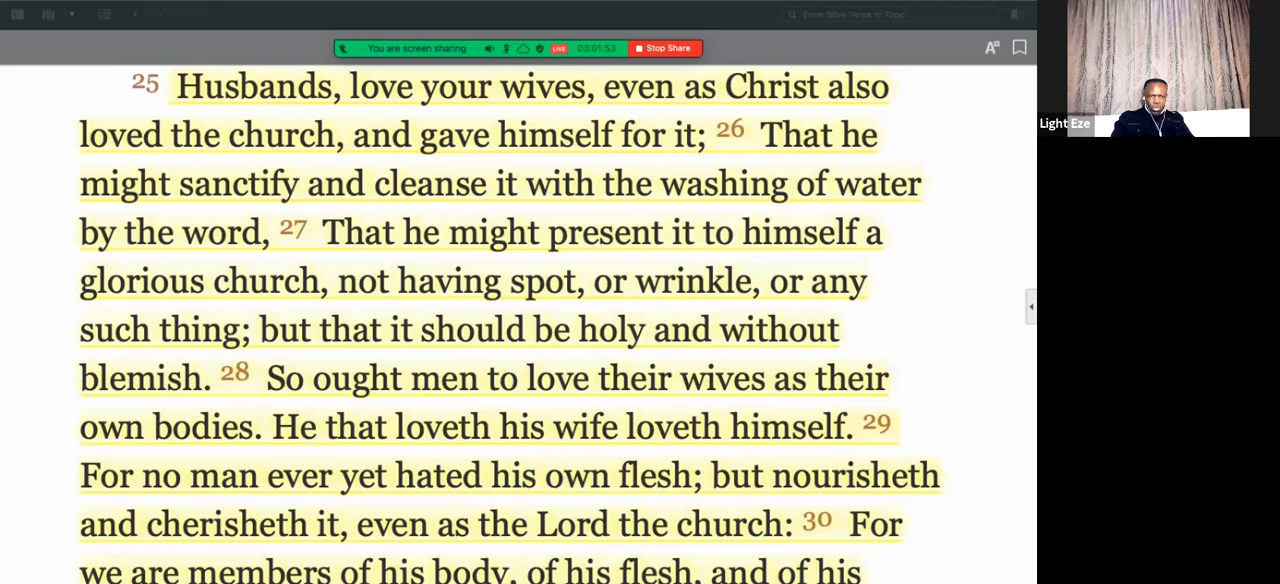 Enter Bible Verse or Topic
You are screen sharing LIVE 03:01:53 Stop Share
25 Husbands, love your wives, even as Christ also
loved the church, and gave himself for it; 26 That he
might sanctify and cleanse it with the washing of water
by the word, 27 That he might present it to himself a
glorious church, not having spot, or wrinkle, or any
such thing; but that it should be holy and without
blemish. 28 So ought men to love their wives as their
own bodies. He that loveth his wife loveth himself. 29
For no man ever yet hated his own flesh; but nourisheth
and cherisheth it, even as the Lord the church: 30 For
we are members of his body, of his flesh, and of his
Light Eze